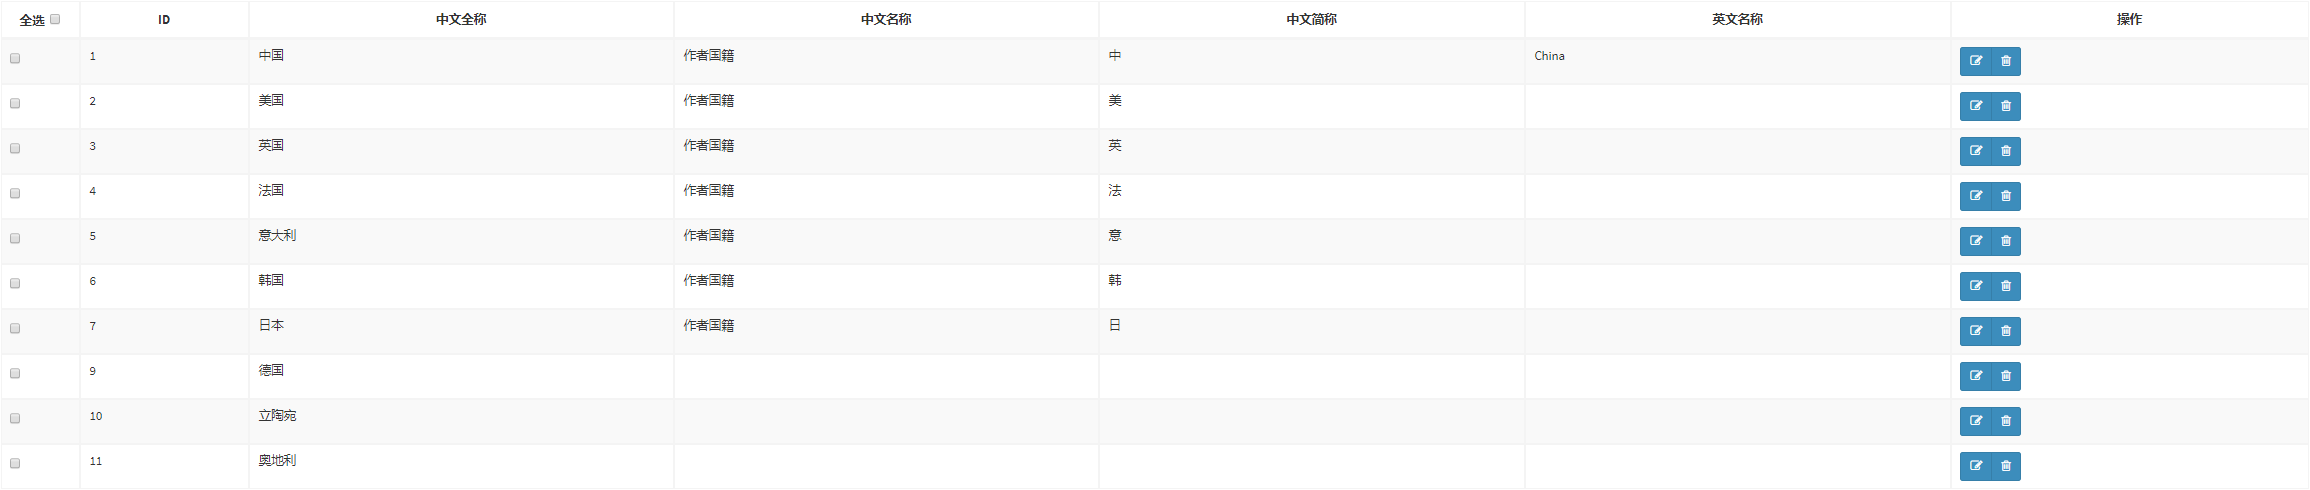 全选 ID 中文全称 中文名称 中文简称 英文名称 操作
1 中国 作者国籍 中 China
2 美国 作者国籍 美
3 英国 作者国籍 英
4 法国 作者国籍 法
5 意大利 作者国籍 意
6 韩国 作者国籍 韩
7 日本 作者国籍 日
9 德国
10 立陶宛
11 奥地利